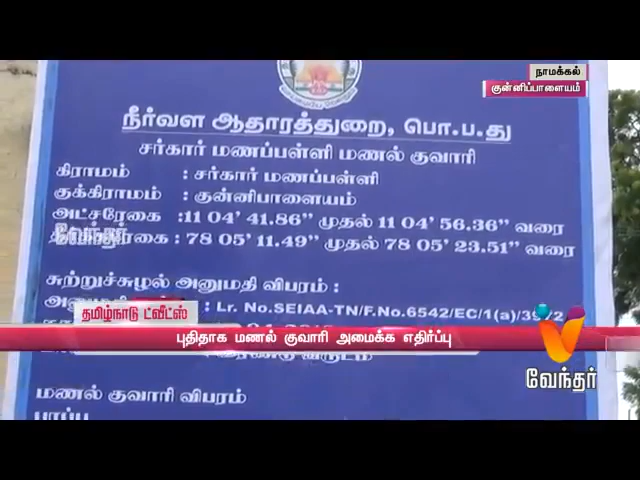 நாமக்கல்
குன்னிப்பாளையம்
நீர்வள ஆதாரத்துறை, பொ.ப.து
சர்கார் மணப்பள்ளி மணல் குவாரி
கிராமம் : சர்கார் மணப்பள்ளி
குக்கிராமம் : குன்னிபாளையம்
அட்சரேகை :11 04' 41.86" முதல் 11 04' 56.36" வரை
: 78 05' 11.49" முதல் 78 05' 23.51" வரை
வேந்தர்
சுற்றுச்சுழல் அனுமதி விபரம் :
: Lr. No.SEIAA-TN/F.No.6542/EC/1(a)/
தமிழ்நாடு ட்வீட்ஸ்
புதிதாக மணல் குவாரி அமைக்க எதிர்ப்பு
வேந்தர்
மணல் குவாரி விபரம்